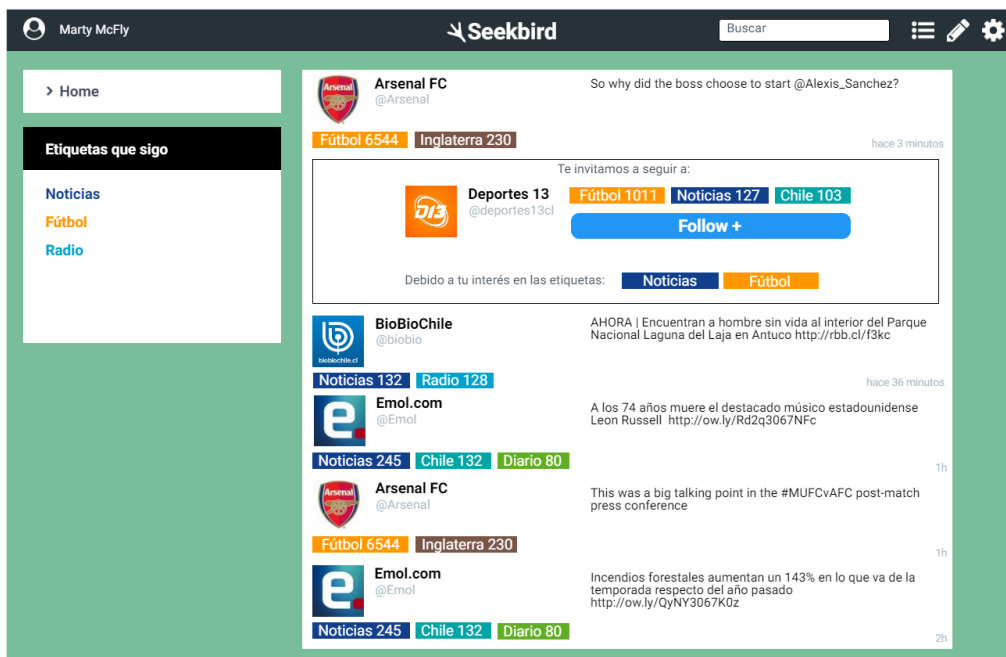 Marty McFly
Seekbird
Buscar
> Home
Etiquetas que sigo
Noticias
Fútbol
Radio
Arsenal
Arsenal FC
@Arsenal
So why did the boss choose to start @Alexis_Sanchez?
Fútbol 6544 Inglaterra 230
hace 3 minutos
Te invitamos a seguir a:
D13
Deportes 13
@deportes13cl
Fútbol 1011 Noticias 127 Chile 103
Follow +
Debido a tu interés en las etiquetas: Noticias Fútbol
biobiochile.cl
BioBioChile
@biobio
AHORA | Encuentran a hombre sin vida al interior del Parque
Nacional Laguna del Laja en Antuco http://rbb.cl/f3kc
Noticias 132 Radio 128
hace 36 minutos
e.
Emol.com
@Emol
A los 74 años muere el destacado músico estadounidense
Leon Russell http://ow.ly/Rd2q3067NFc
Noticias 245 Chile 132 Diario 80
1h
Arsenal
Arsenal FC
@Arsenal
This was a big talking point in the #MUFCvAFC post-match
press conference
Fútbol 6544 Inglaterra 230
1h
e.
Emol.com
@Emol
Incendios forestales aumentan un 143% en lo que va de la
temporada respecto del año pasado
http://ow.ly/QyNY3067K0z
Noticias 245 Chile 132 Diario 80
2h